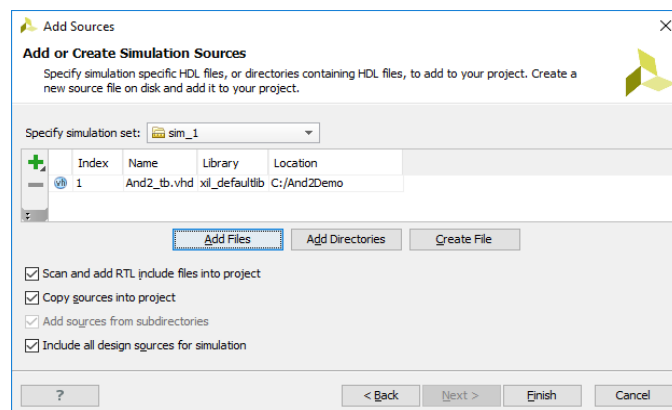 Add Sources
Add or Create Simulation Sources
Specify simulation specific HDL files, or directories containing HDL files, to add to your project. Create a
new source file on disk and add it to your project.
Specify simulation set: sim_1
Index Name Library Location
vh 1 And2_tb.vhd xil_defaultlib C:/And2Demo
Add Files Add Directories Create File
Scan and add RTL include files into project
Copy sources into project
Add sources from subdirectories
Include all design sources for simulation
? < Back Next > Finish Cancel